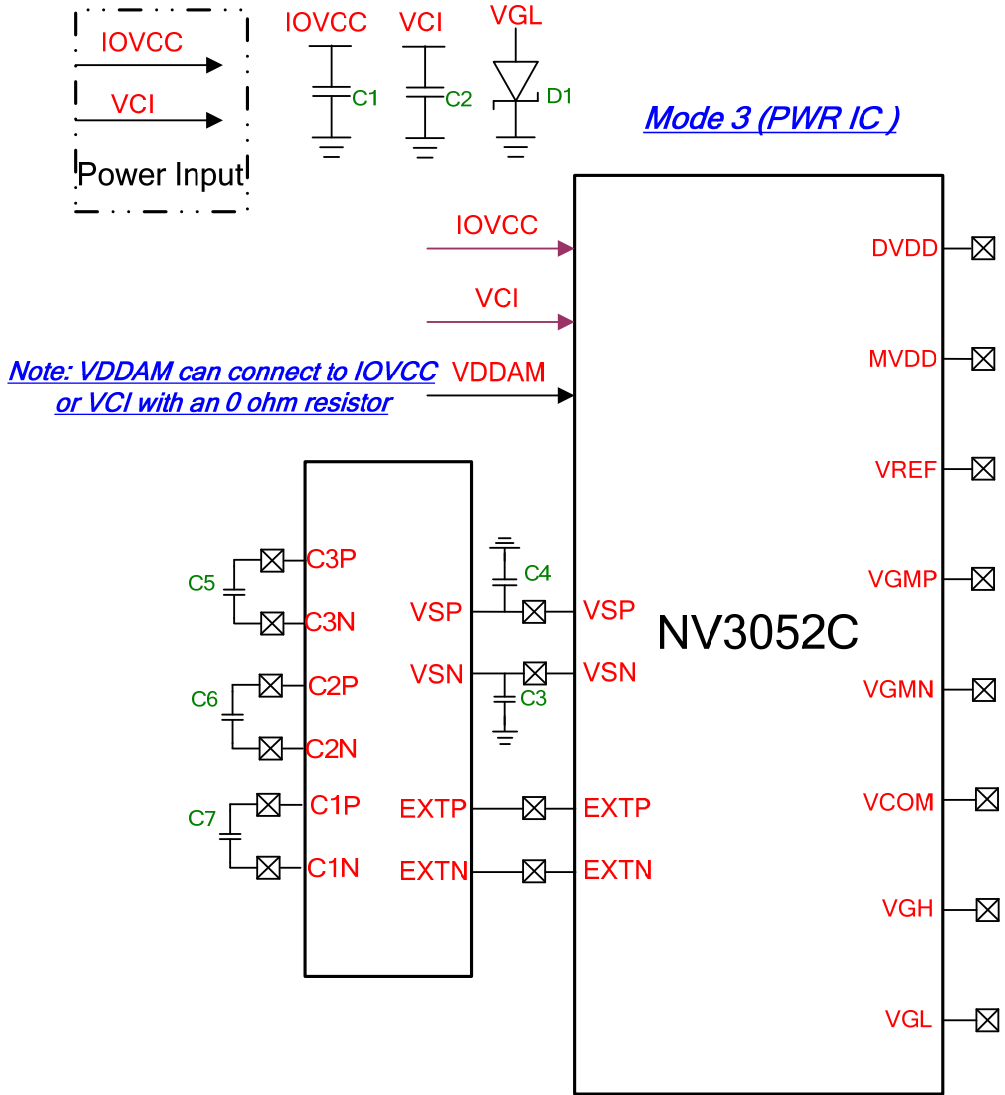 IOVCC
VCI
Power Input
IOVCC
C1
VCI
C2
VGL
D1
Mode 3 (PWR IC )
IOVCC
VCI
VDDAM
Note: VDDAM can connect to IOVCC
or VCI with an 0 ohm resistor
C5
C3P
C3N
C6
C2P
C2N
C7
C1P
C1N
VSP
VSN
EXTP
EXTN
C4
C3
VSP
VSN
EXTP
EXTN
NV3052C
DVDD
MVDD
VREF
VGMP
VGMN
VCOM
VGH
VGL